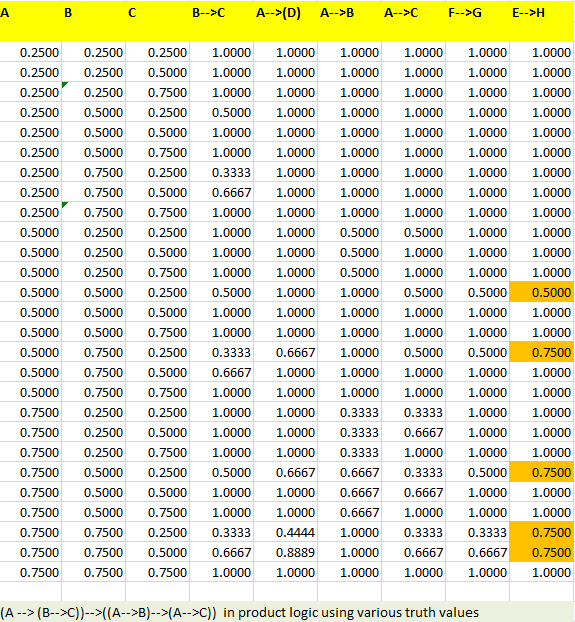 A B C B-->C A-->(D) A-->B A-->C F-->G E-->H
0.2500 0.2500 0.2500 1.0000 1.0000 1.0000 1.0000 1.0000 1.0000
0.2500 0.2500 0.5000 1.0000 1.0000 1.0000 1.0000 1.0000 1.0000
0.2500 0.2500 0.7500 1.0000 1.0000 1.0000 1.0000 1.0000 1.0000
0.2500 0.5000 0.2500 0.5000 1.0000 1.0000 1.0000 1.0000 1.0000
0.2500 0.5000 0.5000 1.0000 1.0000 1.0000 1.0000 1.0000 1.0000
0.2500 0.5000 0.7500 1.0000 1.0000 1.0000 1.0000 1.0000 1.0000
0.2500 0.7500 0.2500 0.3333 1.0000 1.0000 1.0000 1.0000 1.0000
0.2500 0.7500 0.5000 0.6667 1.0000 1.0000 1.0000 1.0000 1.0000
0.2500 0.7500 0.7500 1.0000 1.0000 1.0000 1.0000 1.0000 1.0000
0.5000 0.2500 0.2500 1.0000 1.0000 0.5000 0.5000 1.0000 1.0000
0.5000 0.2500 0.5000 1.0000 1.0000 0.5000 1.0000 1.0000 1.0000
0.5000 0.2500 0.7500 1.0000 1.0000 0.5000 1.0000 1.0000 1.0000
0.5000 0.5000 0.2500 0.5000 1.0000 1.0000 0.5000 0.5000 0.5000
0.5000 0.5000 0.5000 1.0000 1.0000 1.0000 1.0000 1.0000 1.0000
0.5000 0.5000 0.7500 1.0000 1.0000 1.0000 1.0000 1.0000 1.0000
0.5000 0.7500 0.2500 0.3333 0.6667 1.0000 0.5000 0.5000 0.7500
0.5000 0.7500 0.5000 0.6667 1.0000 1.0000 1.0000 1.0000 1.0000
0.5000 0.7500 0.7500 1.0000 1.0000 1.0000 1.0000 1.0000 1.0000
0.7500 0.2500 0.2500 1.0000 1.0000 0.3333 0.3333 1.0000 1.0000
0.7500 0.2500 0.5000 1.0000 1.0000 0.3333 0.6667 1.0000 1.0000
0.7500 0.2500 0.7500 1.0000 1.0000 0.3333 1.0000 1.0000 1.0000
0.7500 0.5000 0.2500 0.5000 0.6667 0.6667 0.3333 0.5000 0.7500
0.7500 0.5000 0.5000 1.0000 1.0000 0.6667 0.6667 1.0000 1.0000
0.7500 0.5000 0.7500 1.0000 1.0000 0.6667 1.0000 1.0000 1.0000
0.7500 0.7500 0.2500 0.3333 0.4444 1.0000 0.3333 0.3333 0.7500
0.7500 0.7500 0.5000 0.6667 0.8889 1.0000 0.6667 0.6667 0.7500
0.7500 0.7500 0.7500 1.0000 1.0000 1.0000 1.0000 1.0000 1.0000
(A --> (B-->C))-->((A-->B)-->(A-->C)) in product logic using various truth values